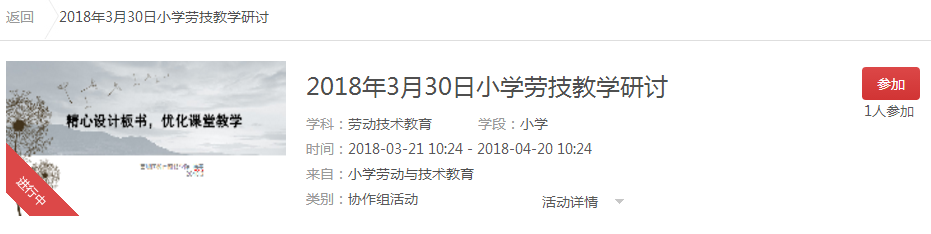 返回
2018年3月30日小学劳技教学研讨
精心设计板书，优化课堂教学
进行中
2018年3月30日小学劳技教学研讨
参加
1人参加
学科：劳动技术教育 学段：小学
时间：2018-03-21 10:24 - 2018-04-20 10:24
来自：小学劳动与技术教育
类别：协作组活动
活动详情